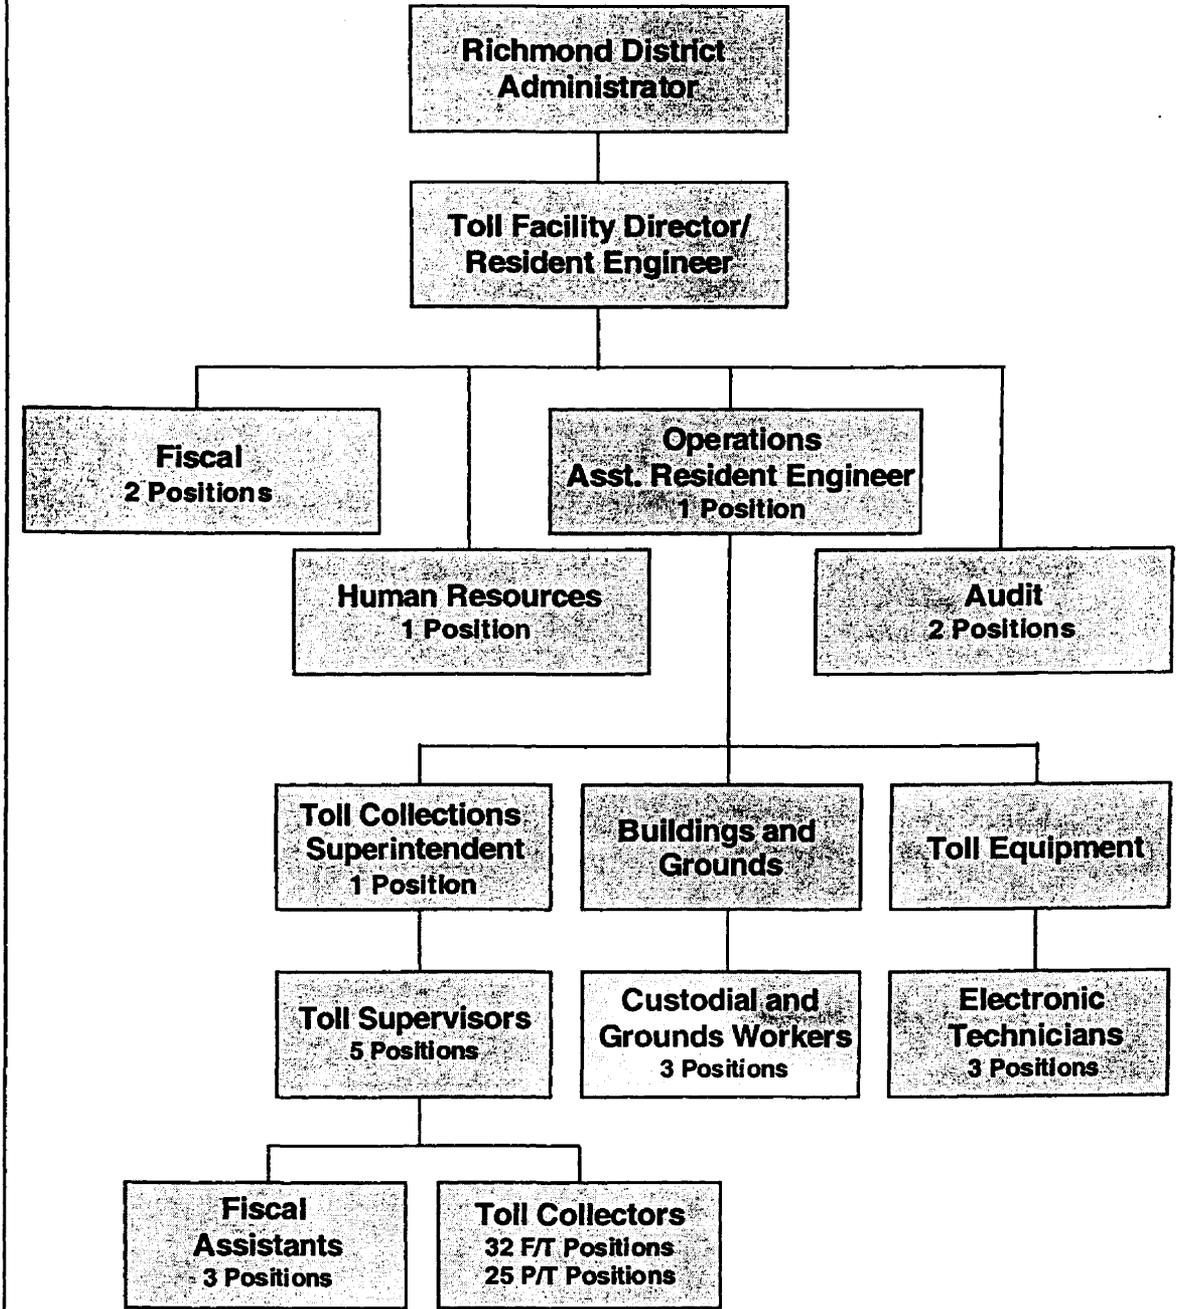 Richmond District
Administrator
Toll Facility Director/
Resident Engineer
Fiscal
2 Positions
Operations
Asst. Resident Engineer
1 Position
Human Resources
1 Position
Audit
2 Positions
Toll Collections
Superintendent
1 Position
Buildings and
Grounds
Toll Equipment
Toll Supervisors
5 Positions
Custodial and
Grounds Workers
3 Positions
Electronic
Technicians
3 Positions
Fiscal
Assistants
3 Positions
Toll Collectors
32 F/T Positions
25 P/T Positions